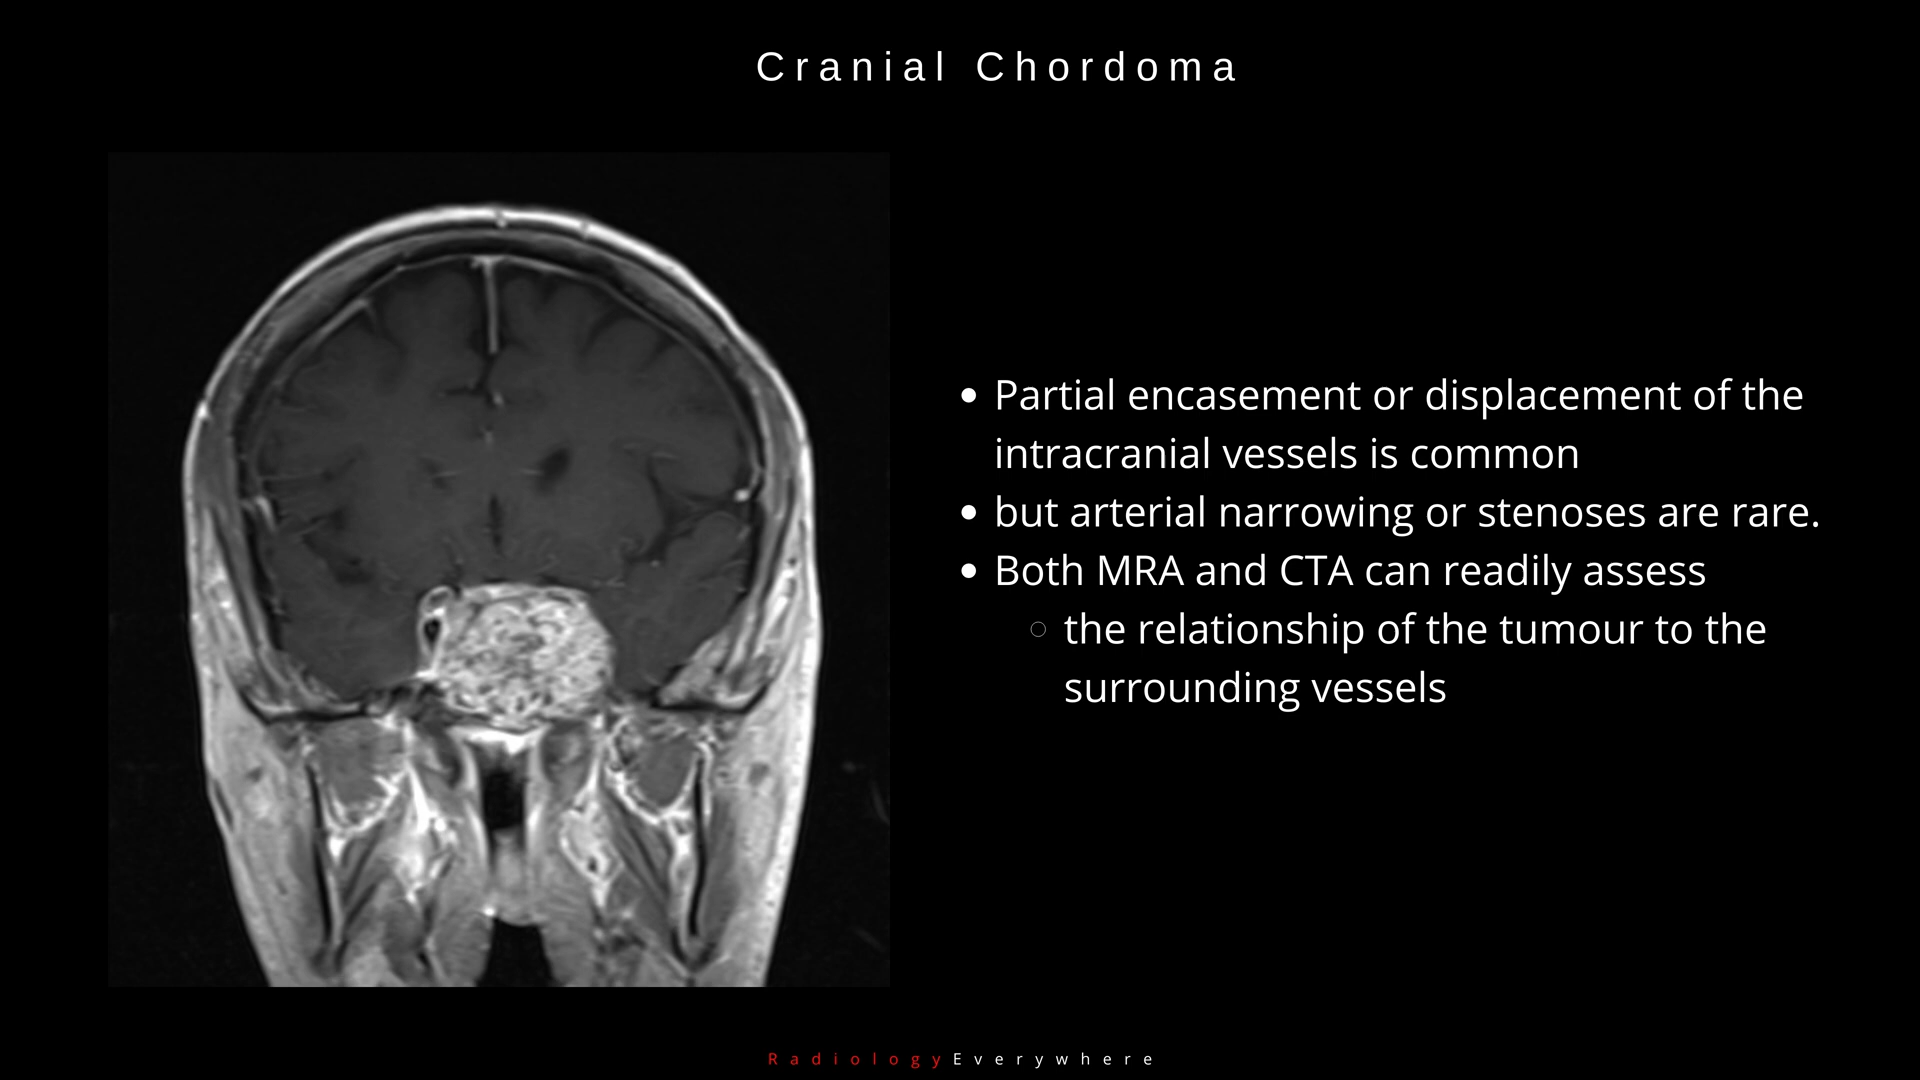 Cranial Chordoma
• Partial encasement or displacement of the
intracranial vessels is common
• but arterial narrowing or stenoses are rare.
• Both MRA and CTA can readily assess
○ the relationship of the tumour to the
surrounding vessels
RadiologyEverywhere